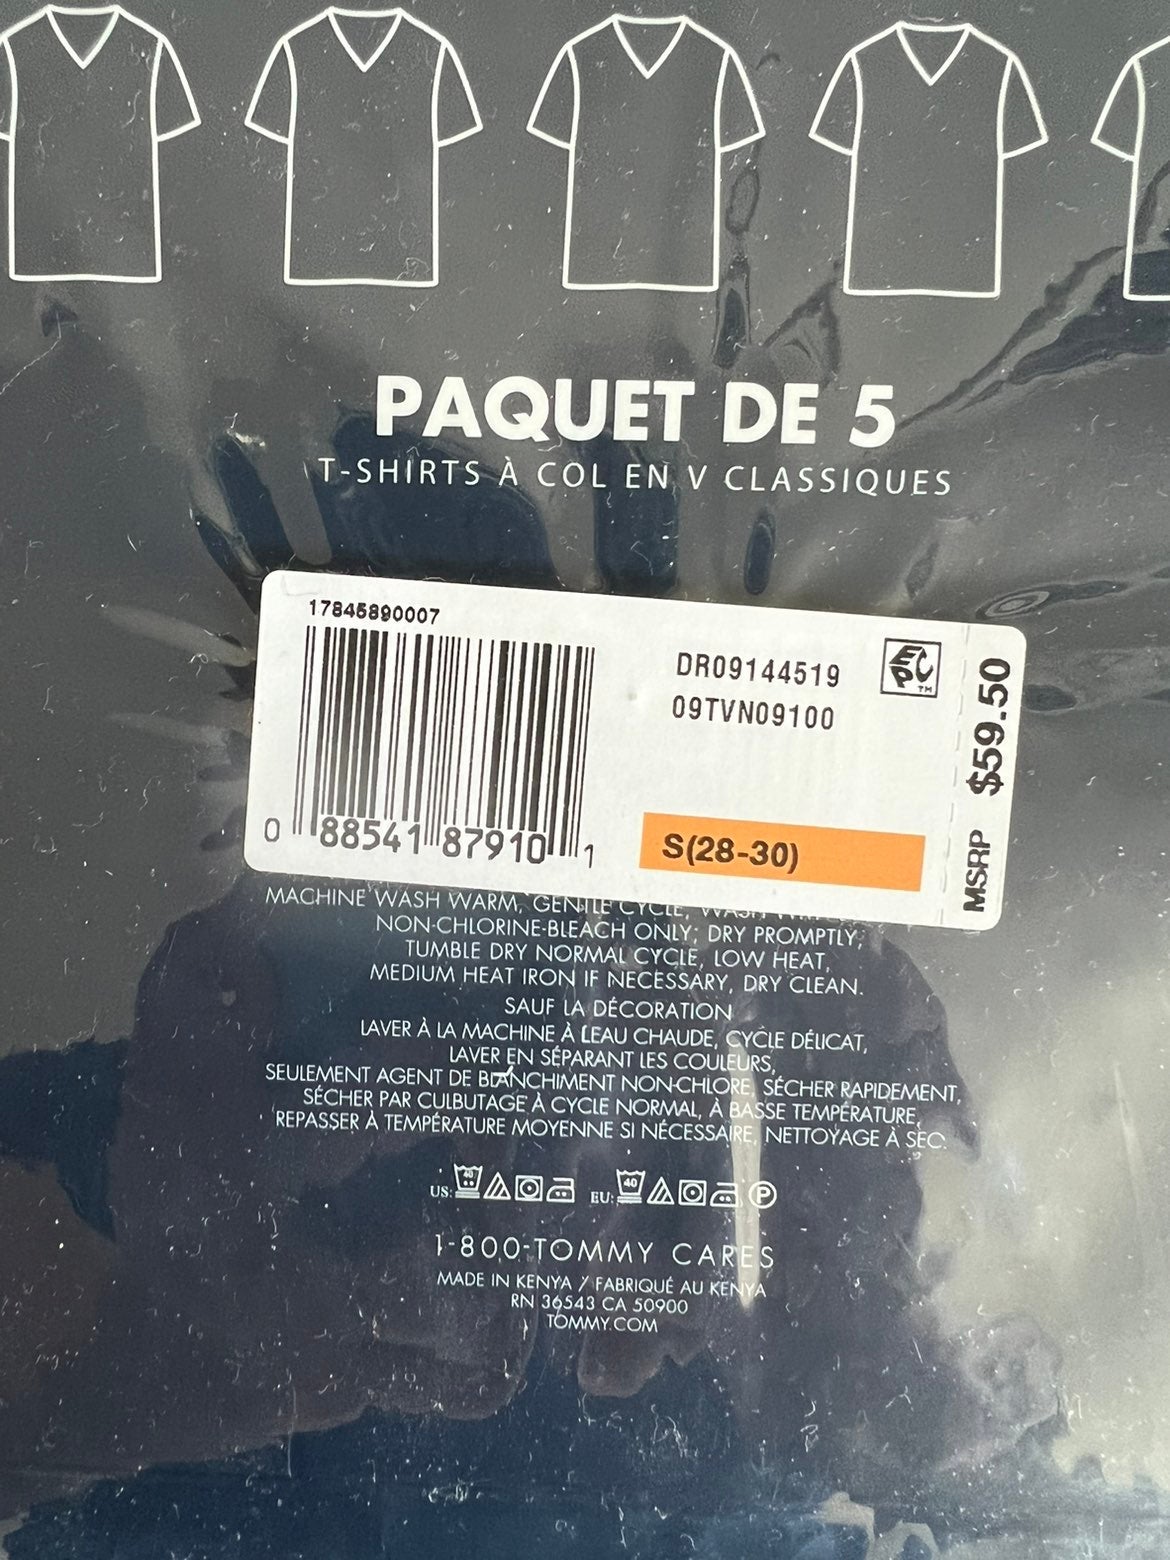 PAQUET DE 5
T-SHIRTS À COL EN V CLASSIQUES
17845890007
DR09144519
09TVN09100
ECP™
0 88541 87910 1
S(28-30)
MSRP $59.50
MACHINE WASH WARM, GENTLE CYCLE, WASH
NON-CHLORINE-BLEACH ONLY; DRY PROMPTLY;
TUMBLE DRY NORMAL CYCLE, LOW HEAT,
MEDIUM HEAT IRON IF NECESSARY, DRY CLEAN.
SAUF LA DÉCORATION
LAVER À LA MACHINE À LEAU CHAUDE, CYCLE DÉLICAT,
LAVER EN SÉPARANT LES COULEURS,
SEULEMENT AGENT DE BLANCHIMENT NON-CHLORE, SÉCHER RAPIDEMENT,
SÉCHER PAR CULBUTAGE À CYCLE NORMAL, À BASSE TEMPÉRATURE,
REPASSER À TEMPÉRATURE MOYENNE SI NÉCESSAIRE, NETTOYAGE À SEC.
US: 40 EU: 40 P
1-800-TOMMY CARES
MADE IN KENYA / FABRIQUÉ AU KENYA
RN 36543 CA 50900
TOMMY.COM